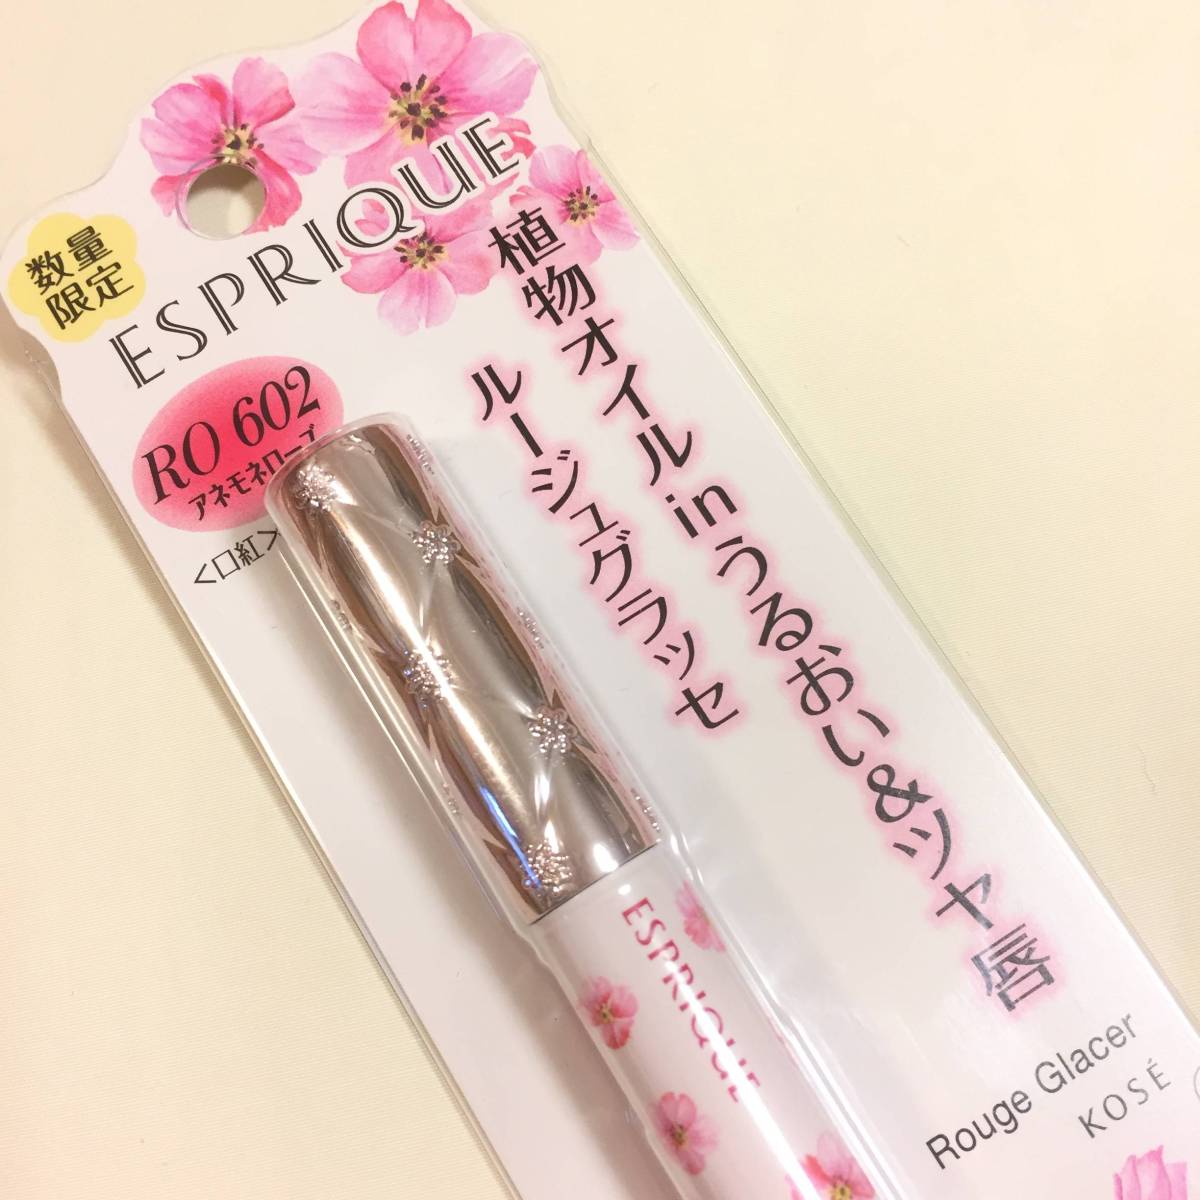 数量
限定
ESPRIQUE
RO 602
アネモネローズ
<口紅>
植物オイルinうるおい&ツヤ唇
ルージュグラッセ
ESPRIQUE
Rouge Glacer
KOSÉ